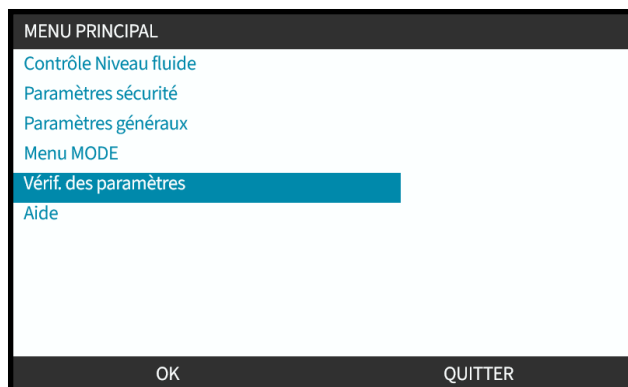 MENU PRINCIPAL
Contrôle Niveau fluide
Paramètres sécurité
Paramètres généraux
Menu MODE
Vérif. des paramètres
Aide
OK QUITTER